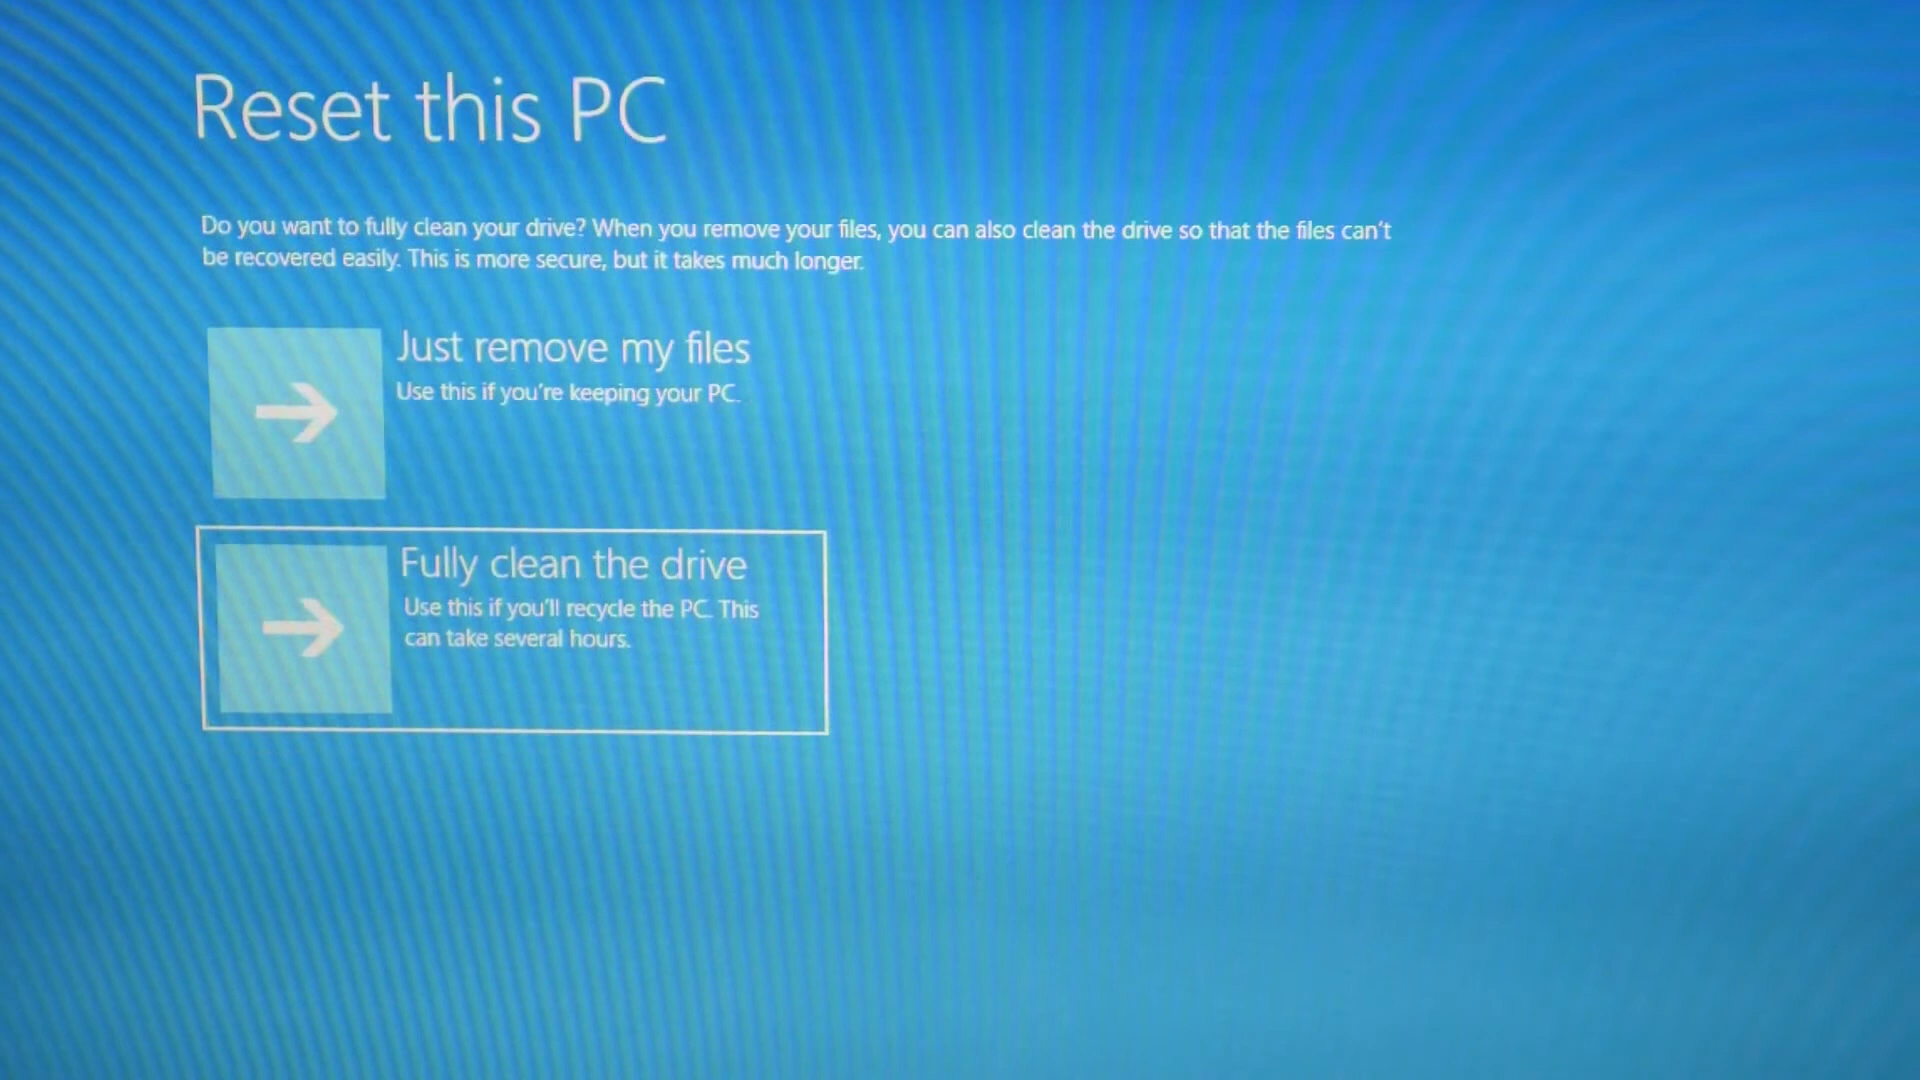 Reset this PC
Do you want to fully clean your drive? When you remove your files, you can also clean the drive so that the files can't
be recovered easily. This is more secure, but it takes much longer.
Just remove my files
Use this if you're keeping your PC.
Fully clean the drive
Use this if you'll recycle the PC. This
can take several hours.